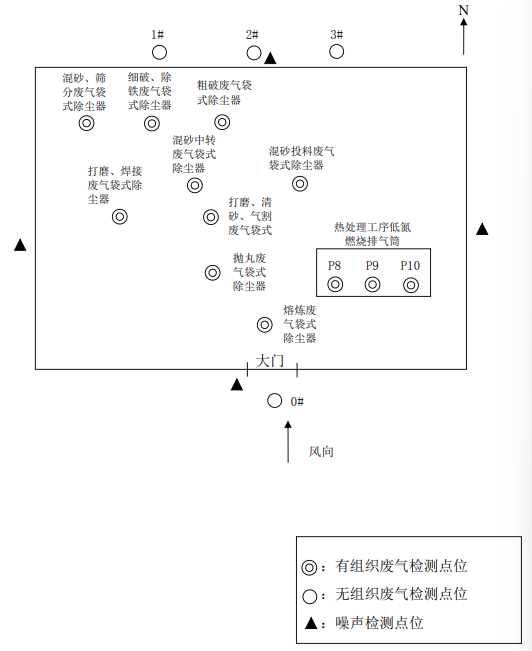 N
1#
2#
3#
混砂、筛
分废气袋
式除尘器
细破、除
铁废气袋
式除尘器
粗破废气袋
式除尘器
混砂中转
废气袋式
除尘器
混砂投料废气
袋式除尘器
打磨、焊接
废气袋式除
尘器
打磨、清
砂、气割
废气袋式
热处理工序低氮
燃烧排气筒
P8
P9
P10
抛丸废
气袋式
除尘器
熔炼废
气袋式
除尘器
大门
0#
风向
：有组织废气检测点位
：无组织废气检测点位
：噪声检测点位